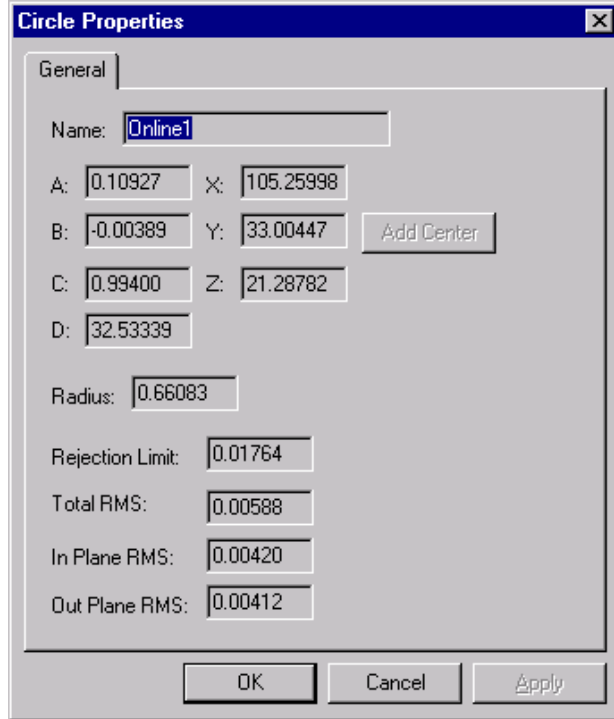 Circle Properties
General
Name: Online1
A: 0.10927 X: 105.25998
B: -0.00389 Y: 33.00447 Add Center
C: 0.99400 Z: 21.28782
D: 32.53339
Radius: 0.66083
Rejection Limit: 0.01764
Total RMS: 0.00588
In Plane RMS: 0.00420
Out Plane RMS: 0.00412
OK Cancel Apply